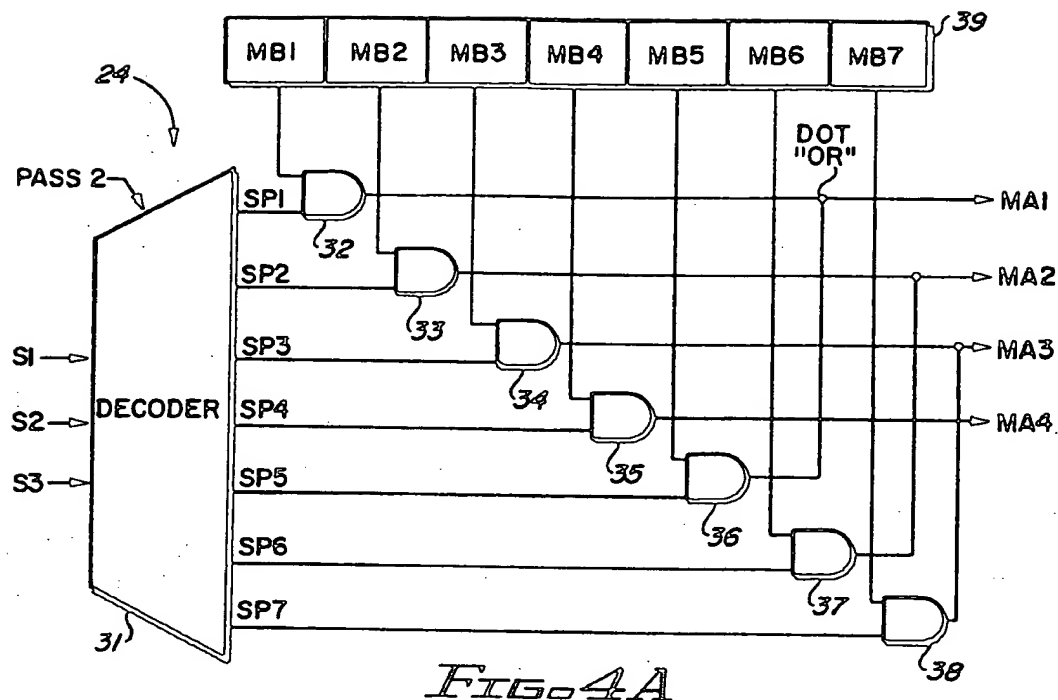 39
MB1 MB2 MB3 MB4 MB5 MB6 MB7
24
DOT
"OR"
PASS 2
SP1
32
MA1
SP2
33
MA2
S1
SP3
34
MA3
DECODER
S2
SP4
35
MA4
S3
SP5
36
SP6
37
SP7
31
38
FIG. 4A